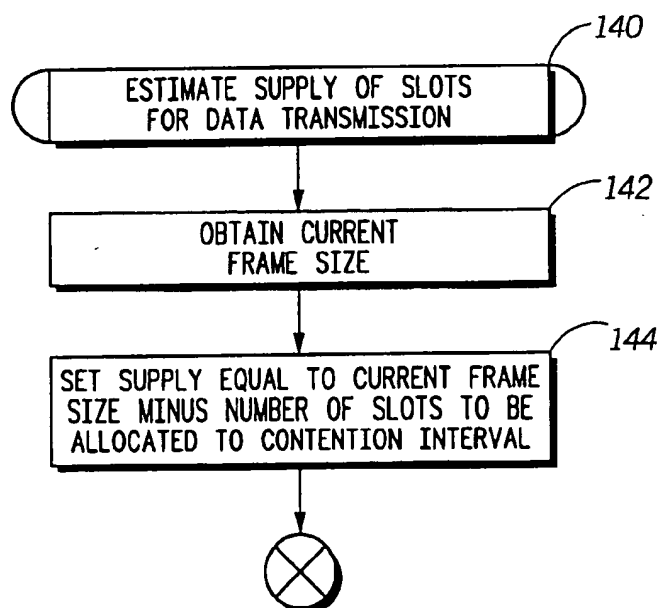 140
ESTIMATE SUPPLY OF SLOTS
FOR DATA TRANSMISSION
142
OBTAIN CURRENT
FRAME SIZE
144
SET SUPPLY EQUAL TO CURRENT FRAME
SIZE MINUS NUMBER OF SLOTS TO BE
ALLOCATED TO CONTENTION INTERVAL